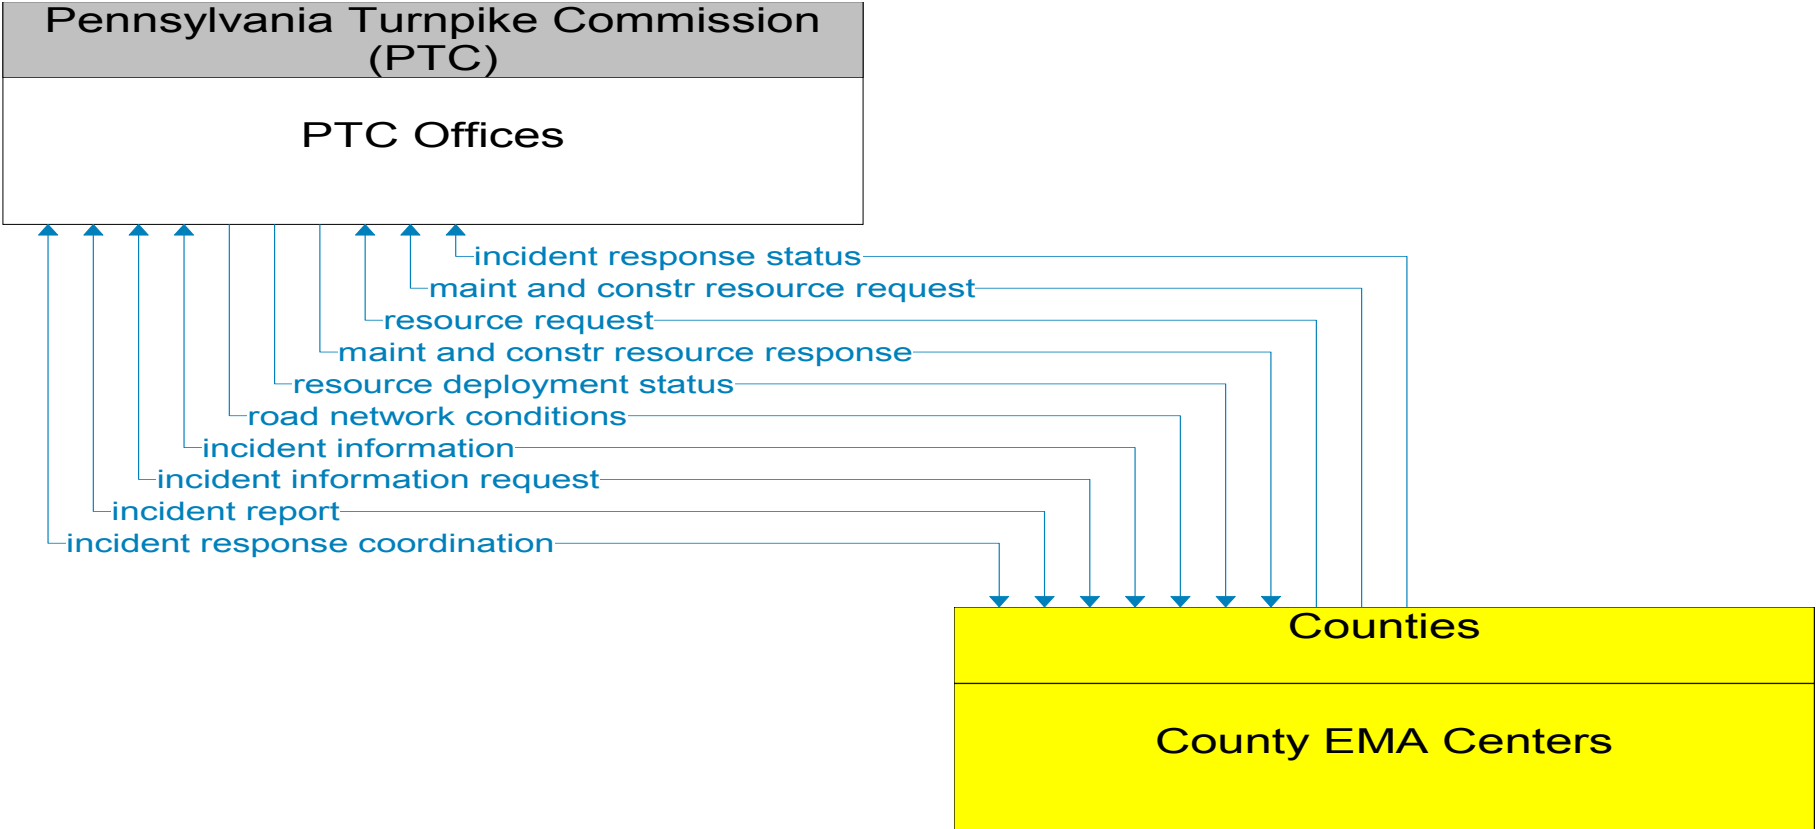 Pennsylvania Turnpike Commission
(PTC)
PTC Offices
incident response status
maint and constr resource request
resource request
maint and constr resource response
resource deployment status
road network conditions
incident information
incident information request
incident report
incident response coordination
Counties
County EMA Centers